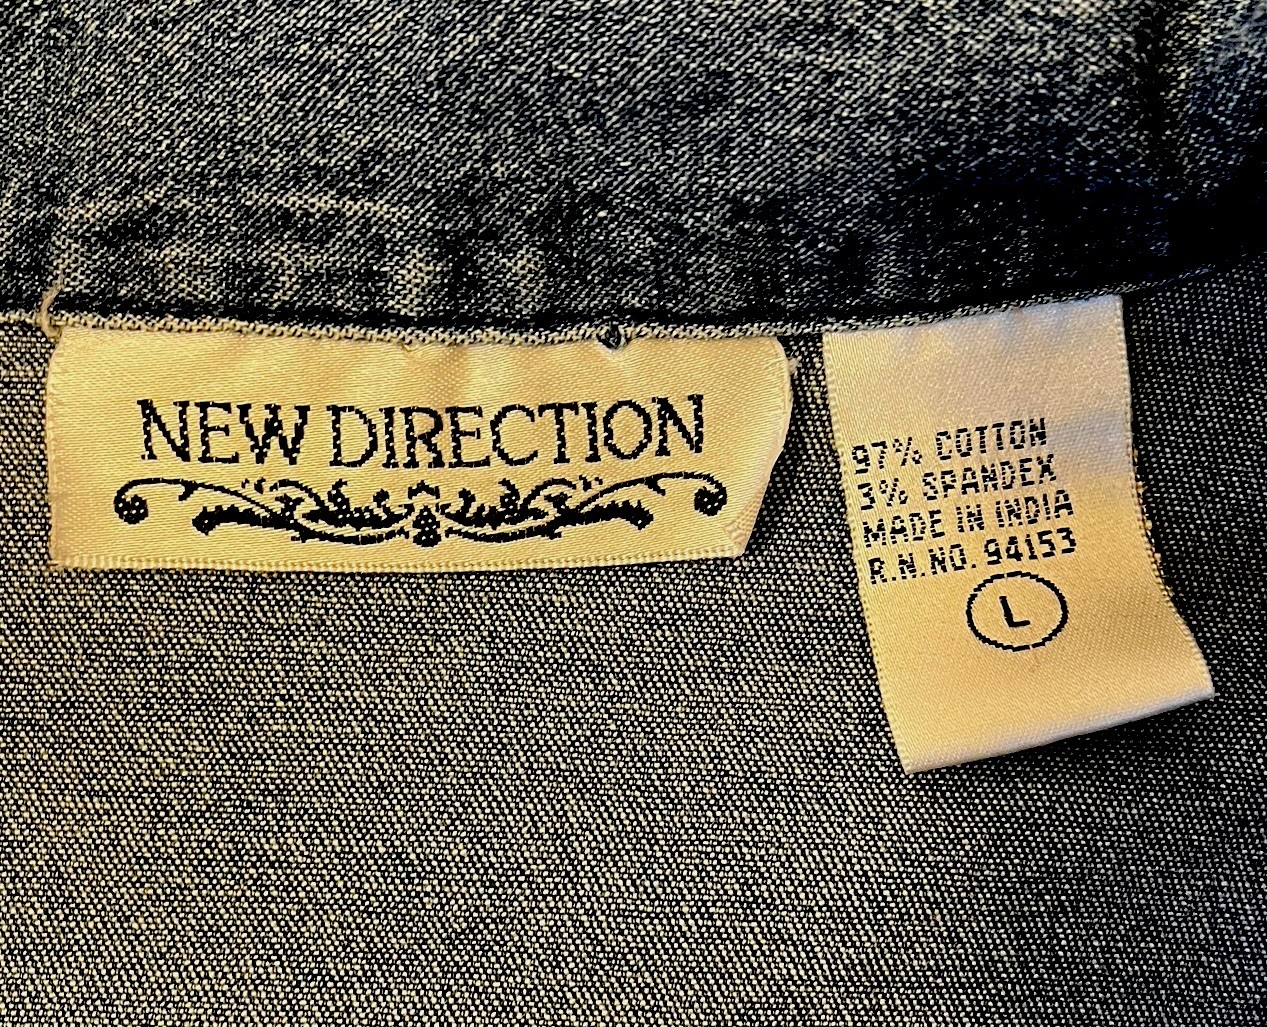 NEW DIRECTION
97% COTTON
3% SPANDEX
MADE IN INDIA
R.N.NO. 94153
L